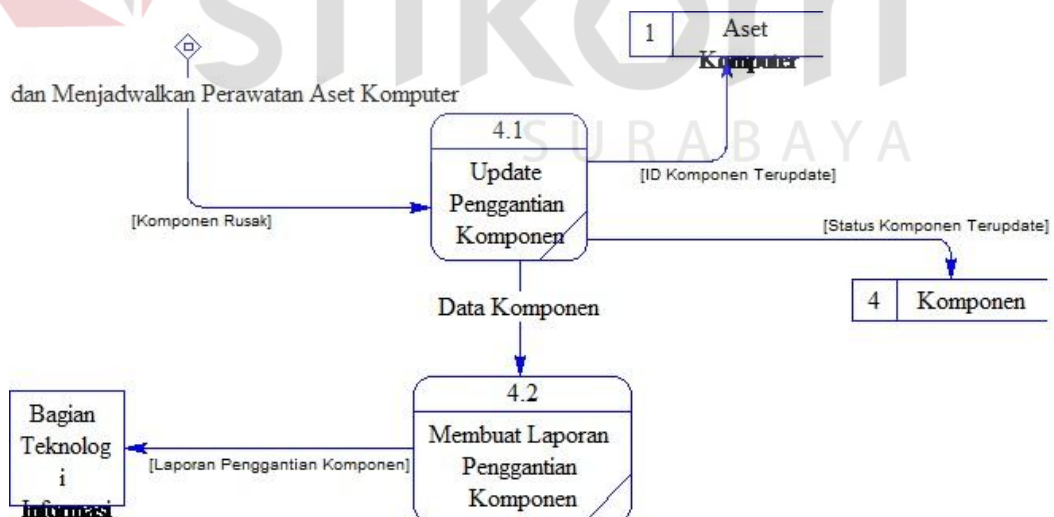 stikom
SURABAYA
1
Aset
Komputer
dan Menjadwalkan Perawatan Aset Komputer
4.1
Update
Penggantian
Komponen
[ID Komponen Terupdate]
[Komponen Rusak]
[Status Komponen Terupdate]
4
Komponen
Data Komponen
4.2
Membuat Laporan
Penggantian
Komponen
[Laporan Penggantian Komponen]
Bagian
Teknolog
i
Informasi